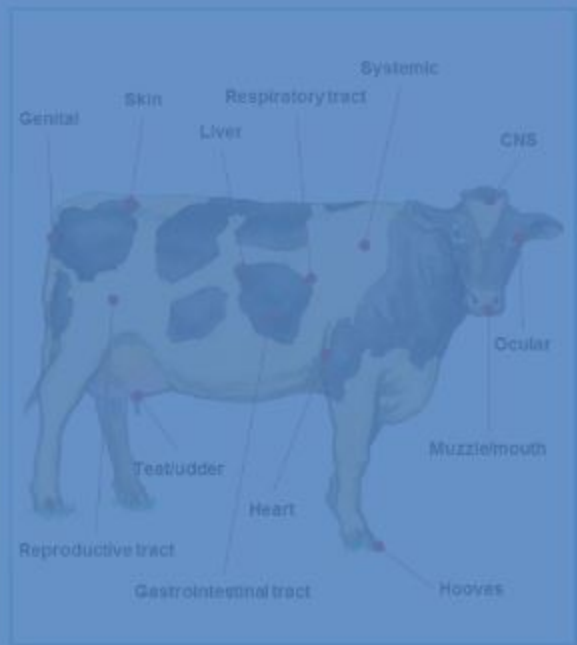 Systemic
Skin
Respiratory tract
Genital
Liver
CNS
Ocular
Muzzle/mouth
Teat/udder
Heart
Reproductive tract
Gastrointestinal tract
Hooves